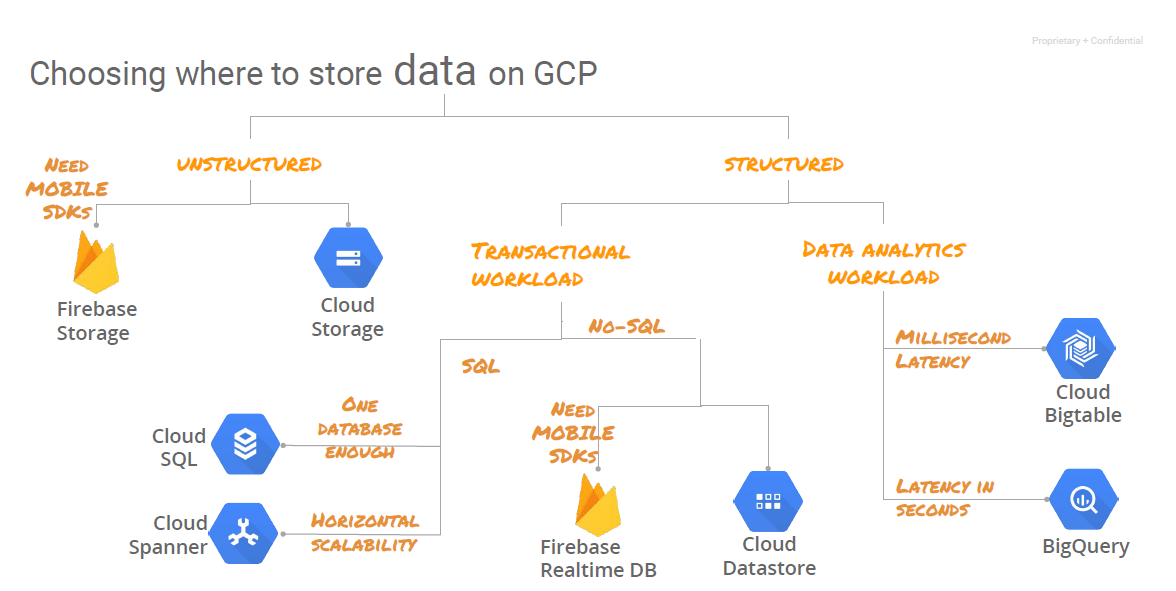 Proprietary + Confidential
Choosing where to store data on GCP
NEED
MOBILE
SDKS
UNSTRUCTURED
STRUCTURED
Firebase
Storage
Cloud
Storage
TRANSACTIONAL
WORKLOAD
DATA ANALYTICS
WORKLOAD
NO-SQL
SQL
MILLISECOND
LATENCY
Cloud
Bigtable
ONE
DATABASE
ENOUGH
Cloud
SQL
NEED
MOBILE
SDKS
HORIZONTAL
SCALABILITY
Cloud
Spanner
Firebase
Realtime DB
Cloud
Datastore
LATENCY IN
SECONDS
BigQuery